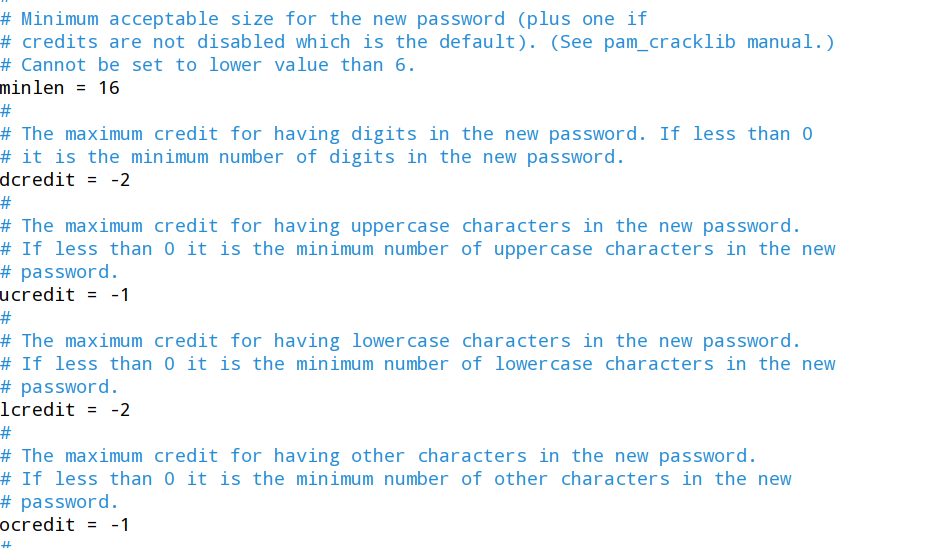 # Minimum acceptable size for the new password (plus one if
# credits are not disabled which is the default). (See pam_cracklib manual.)
# Cannot be set to lower value than 6.
minlen = 16
#
# The maximum credit for having digits in the new password. If less than 0
# it is the minimum number of digits in the new password.
dcredit = -2
#
# The maximum credit for having uppercase characters in the new password.
# If less than 0 it is the minimum number of uppercase characters in the new
# password.
ucredit = -1
#
# The maximum credit for having lowercase characters in the new password.
# If less than 0 it is the minimum number of lowercase characters in the new
# password.
lcredit = -2
#
# The maximum credit for having other characters in the new password.
# If less than 0 it is the minimum number of other characters in the new
# password.
ocredit = -1
#